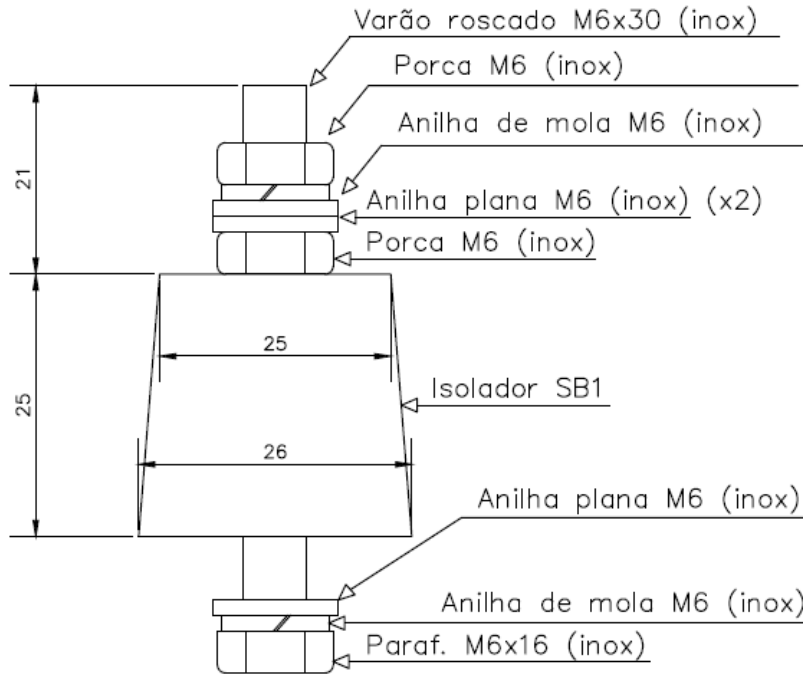 Varão roscado M6x30 (inox)
Porca M6 (inox)
Anilha de mola M6 (inox)
Anilha plana M6 (inox) (x2)
Porca M6 (inox)
21
25
25
Isolador SB1
26
Anilha plana M6 (inox)
Anilha de mola M6 (inox)
Paraf. M6x16 (inox)